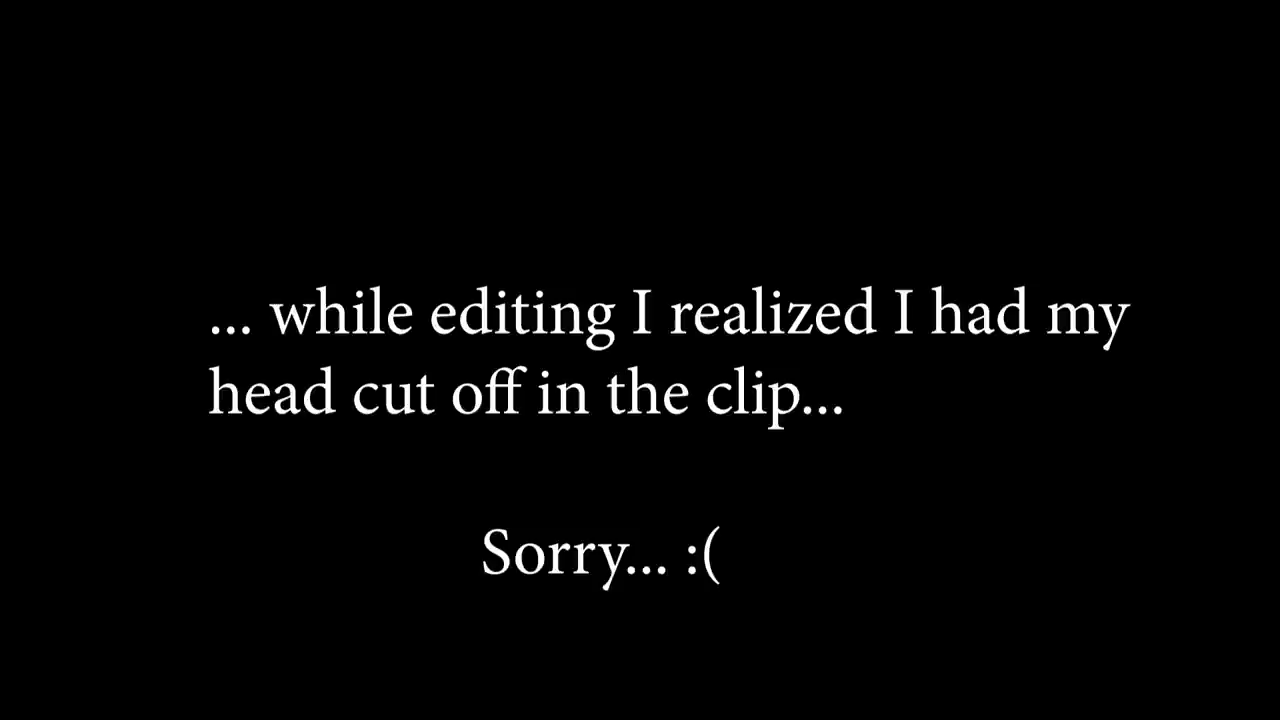 ... while editing I realized I had my
head cut off in the clip...
Sorry... :(